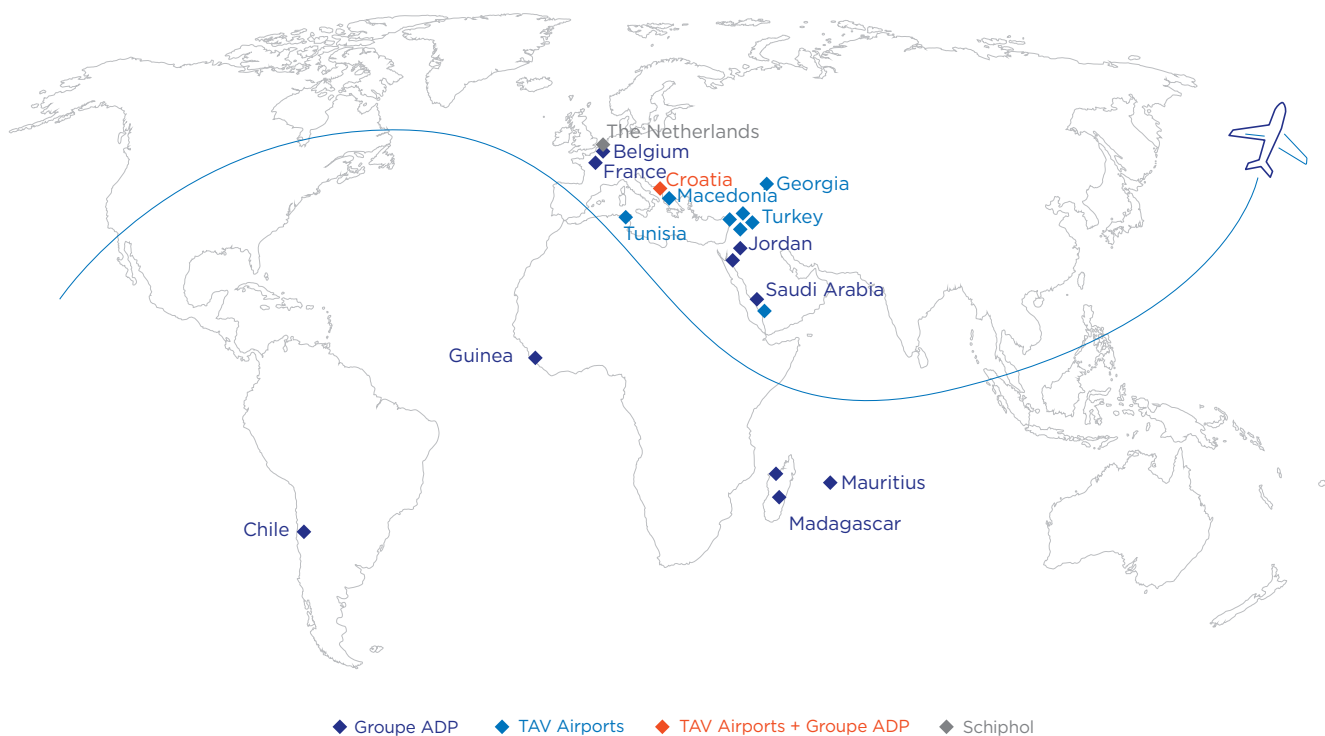 The Netherlands
Belgium
France
Croatia
Georgia
Macedonia
Turkey
Tunisia
Jordan
Saudi Arabia
Guinea
Mauritius
Madagascar
Chile
Groupe ADP
TAV Airports
TAV Airports + Groupe ADP
Schiphol